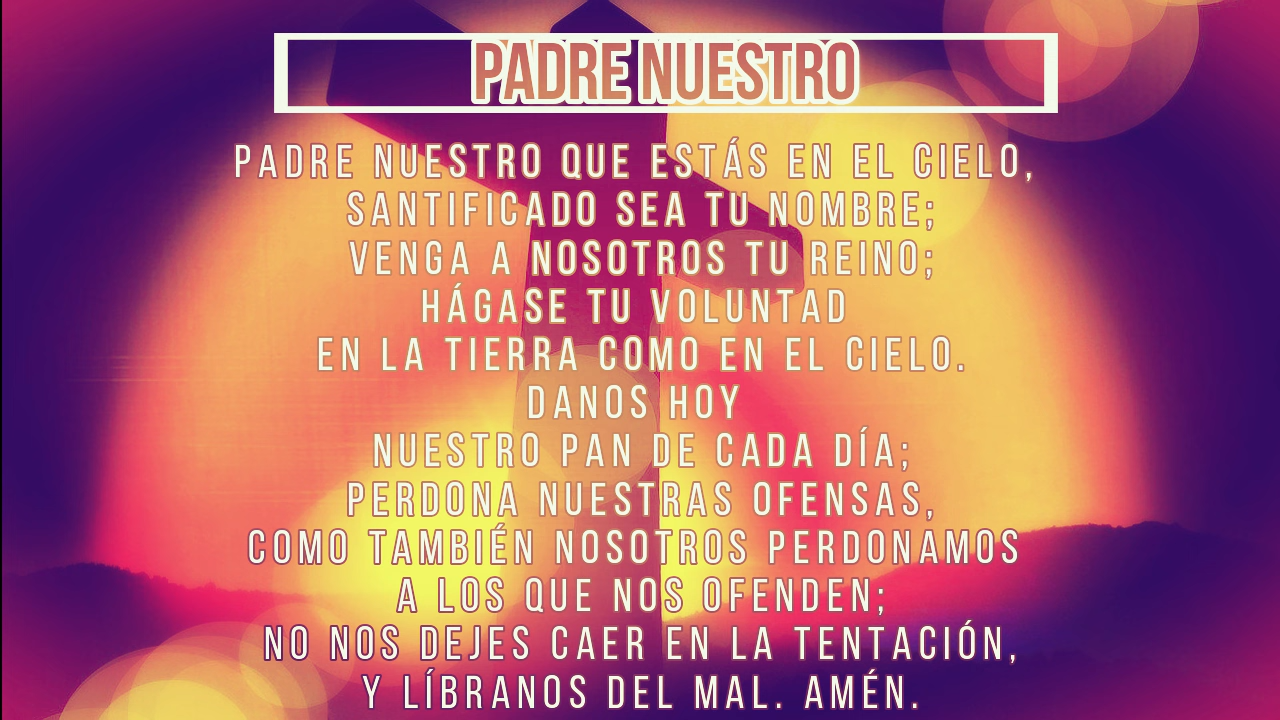 PADRE NUESTRO
PADRE NUESTRO QUE ESTÁS EN EL CIELO,
SANTIFICADO SEA TU NOMBRE;
VENGA A NOSOTROS TU REINO;
HÁGASE TU VOLUNTAD
EN LA TIERRA COMO EN EL CIELO.
DANOS HOY
NUESTRO PAN DE CADA DÍA;
PERDONA NUESTRAS OFENSAS,
COMO TAMBIÉN NOSOTROS PERDONAMOS
A LOS QUE NOS OFENDEN;
NO NOS DEJES CAER EN LA TENTACIÓN,
Y LÍBRANOS DEL MAL. AMÉN.